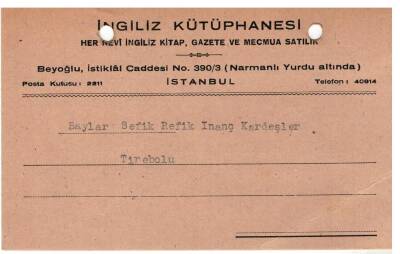 İNGİLİZ KÜTÜPHANESİ
HER NEVİ İNGİLİZ KİTAP, GAZETE VE MECMUA SATILIR
Beyoğlu, İstiklâl Caddesi No. 390/3 (Narmanlı Yurdu altında)
Posta Kutusu: 2311 İSTANBUL Telefon: 40914
Baylar Şefik Refik İnanç Kardeşler
Tirebolu